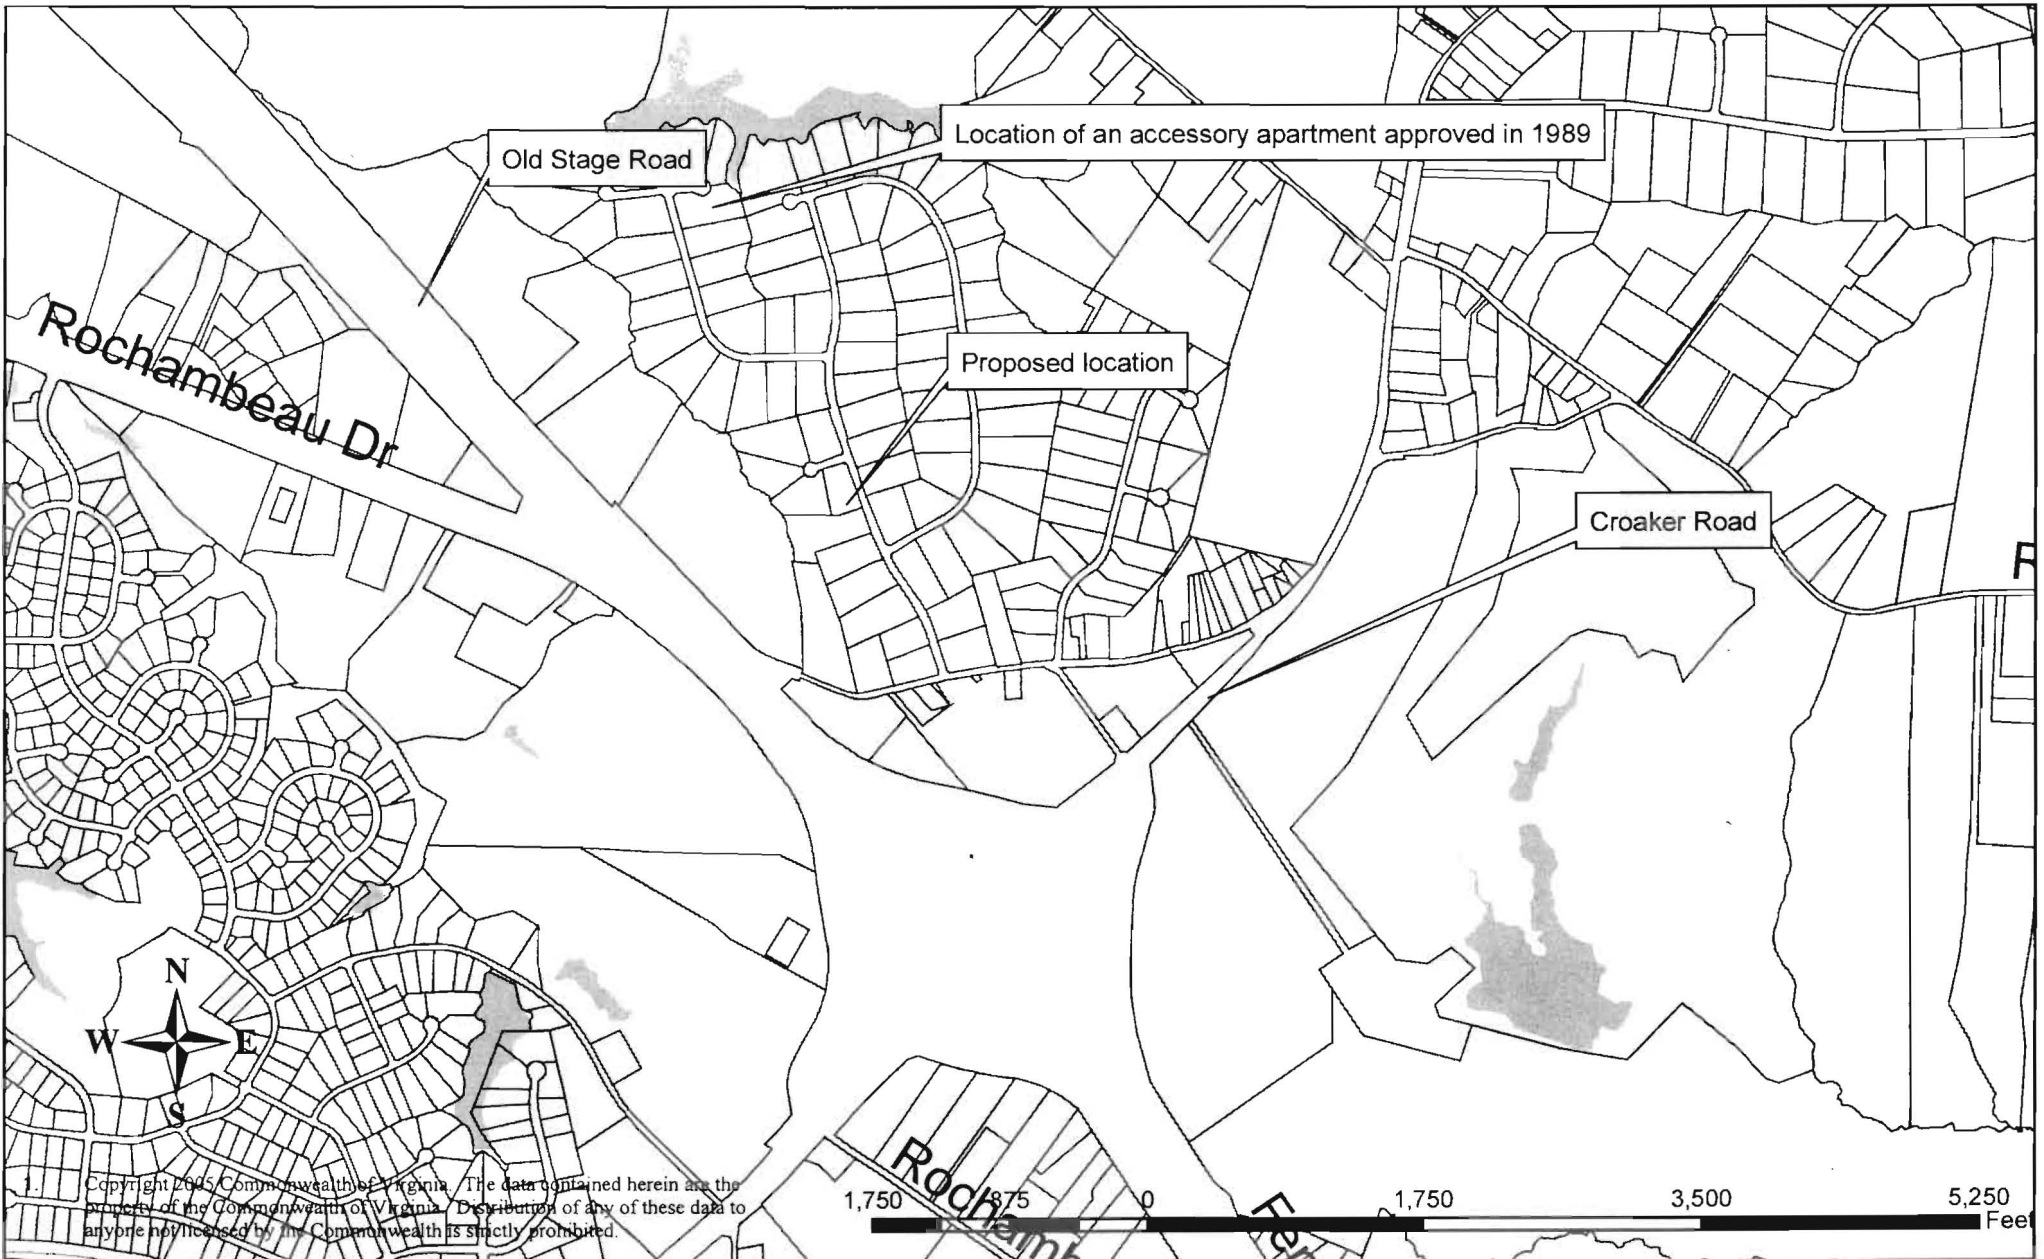 Location of an accessory apartment approved in 1989
Old Stage Road
Rochambeau Dr
Proposed location
Croaker Road
R
N
W E
S
1. Copyright 2005 Commonwealth of Virginia. The data contained herein are the
property of the Commonwealth of Virginia. Distribution of any of these data to
anyone not licensed by the Commonwealth is strictly prohibited.
Rochamb
Fen
1,750 875 0 1,750 3,500 5,250
Feet